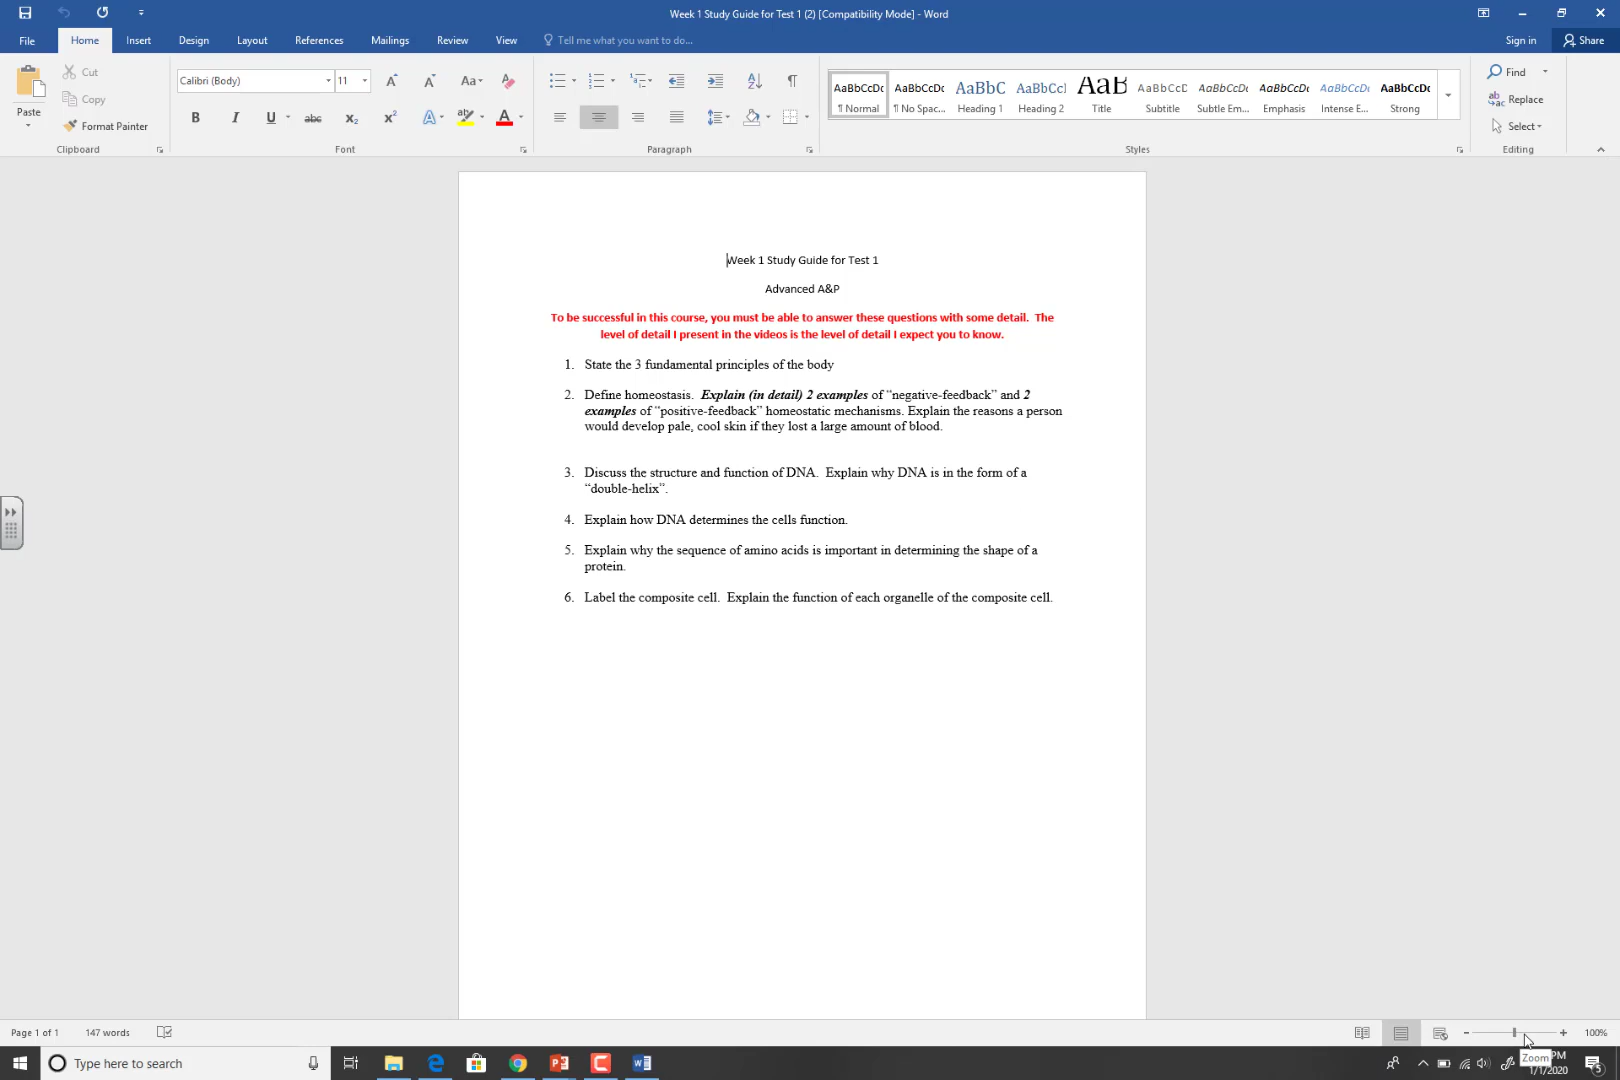 Week 1 Study Guide for Test 1 (2) [Compatibility Mode] - Word
File Home Insert Design Layout References Mailings Review View Tell me what you want to do... Sign in Share
Paste
Cut
Copy
Format Painter
Clipboard
Calibri (Body) 11
Font
Paragraph
AaBbCcDc AaBbCcDc AaBbC AaBbCcl AaB AaBbCcD AaBbCcDc AaBbCcDc AaBbCcDc AaBbCcDc
¶ Normal ¶ No Spac... Heading 1 Heading 2 Title Subtitle Subtle Em... Emphasis Intense E... Strong
Styles
Find
Replace
Select
Editing
Week 1 Study Guide for Test 1
Advanced A&P
To be successful in this course, you must be able to answer these questions with some detail. The
level of detail I present in the videos is the level of detail I expect you to know.
1. State the 3 fundamental principles of the body
2. Define homeostasis. Explain (in detail) 2 examples of “negative-feedback” and 2
examples of “positive-feedback” homeostatic mechanisms. Explain the reasons a person
would develop pale, cool skin if they lost a large amount of blood.
3. Discuss the structure and function of DNA. Explain why DNA is in the form of a
“double-helix”.
4. Explain how DNA determines the cells function.
5. Explain why the sequence of amino acids is important in determining the shape of a
protein.
6. Label the composite cell. Explain the function of each organelle of the composite cell.
Page 1 of 1 147 words 100%
Type here to search
Zoom PM
1/1/2020